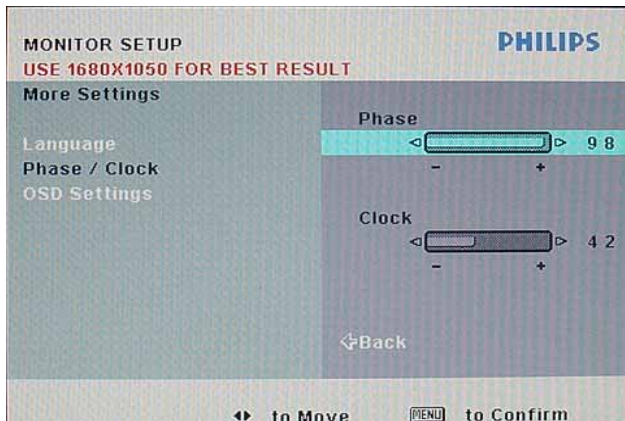 MONITOR SETUP
PHILIPS
USE 1680X1050 FOR BEST RESULT
More Settings
Phase
Language
98
Phase / Clock
- +
OSD Settings
Clock
42
- +
Back
to Move MENU to Confirm